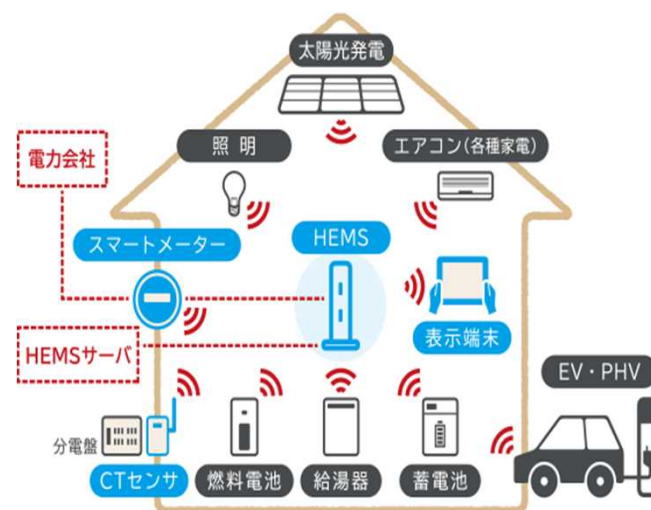 太陽光発電
照明
エアコン(各種家電)
電力会社
スマートメーター
HEMS
表示端末
HEMSサーバ
EV・PHV
分電盤
CTセンサ
燃料電池
給湯器
蓄電池